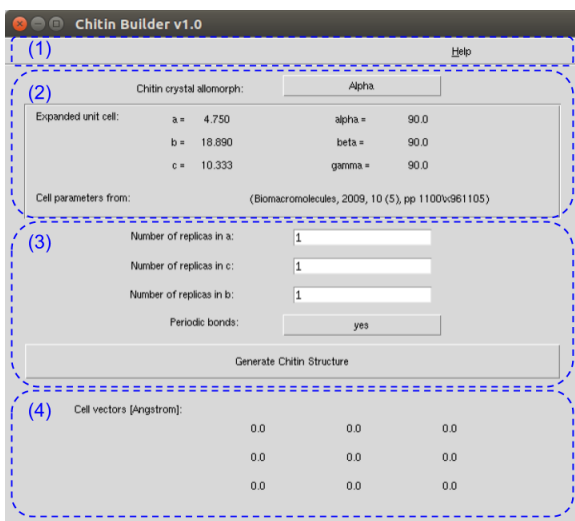 Chitin Builder v1.0
(1) Help
(2) Chitin crystal allomorph: Alpha
Expanded unit cell: a = 4.750 alpha = 90.0
b = 18.890 beta = 90.0
c = 10.333 gamma = 90.0
Cell parameters from: (Biomacromolecules, 2009, 10 (5), pp 1100\x961105)
(3) Number of replicas in a: 1
Number of replicas in c: 1
Number of replicas in b: 1
Periodic bonds: yes
Generate Chitin Structure
(4) Cell vectors [Angstrom]:
0.0 0.0 0.0
0.0 0.0 0.0
0.0 0.0 0.0